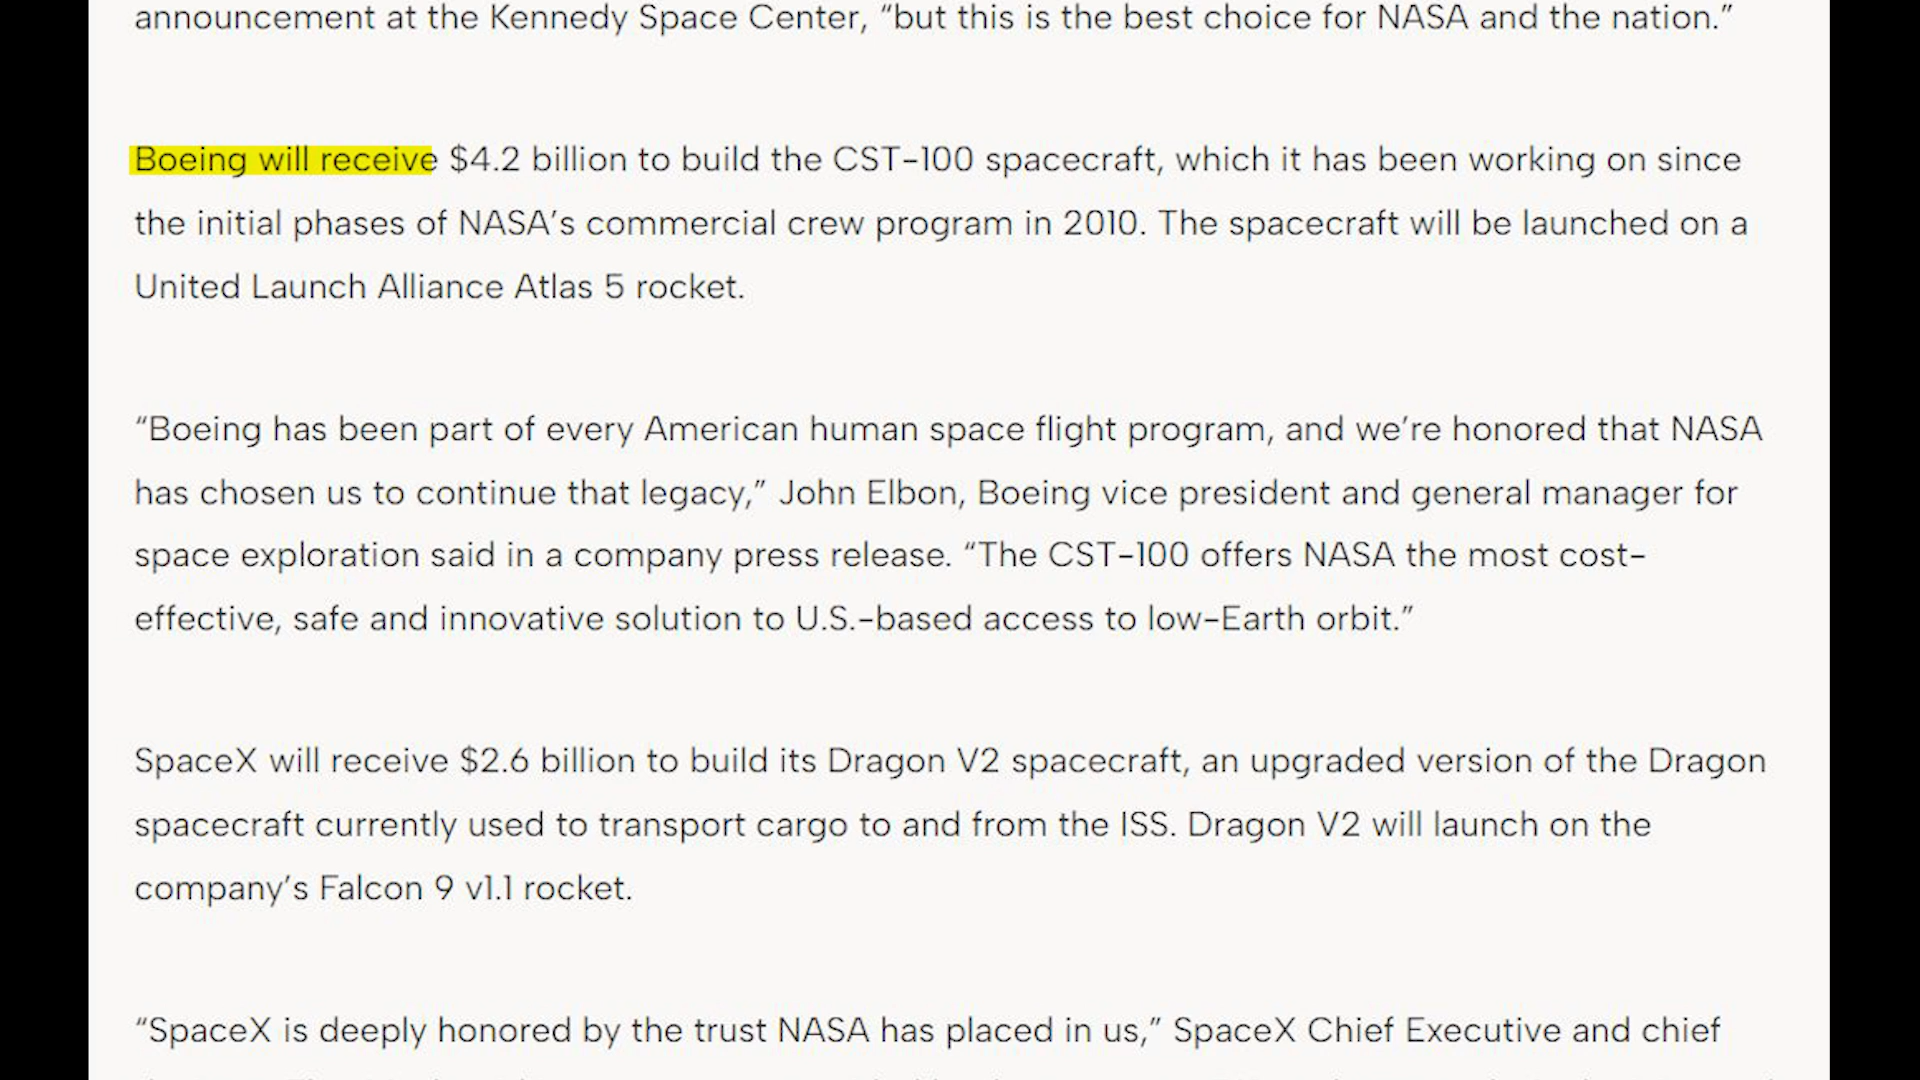 announcement at the Kennedy Space Center, “but this is the best choice for NASA and the nation.”
Boeing will receive $4.2 billion to build the CST-100 spacecraft, which it has been working on since
the initial phases of NASA’s commercial crew program in 2010. The spacecraft will be launched on a
United Launch Alliance Atlas 5 rocket.
“Boeing has been part of every American human space flight program, and we’re honored that NASA
has chosen us to continue that legacy,” John Elbon, Boeing vice president and general manager for
space exploration said in a company press release. “The CST-100 offers NASA the most cost-
effective, safe and innovative solution to U.S.-based access to low-Earth orbit.”
SpaceX will receive $2.6 billion to build its Dragon V2 spacecraft, an upgraded version of the Dragon
spacecraft currently used to transport cargo to and from the ISS. Dragon V2 will launch on the
company’s Falcon 9 v1.1 rocket.
“SpaceX is deeply honored by the trust NASA has placed in us,” SpaceX Chief Executive and chief